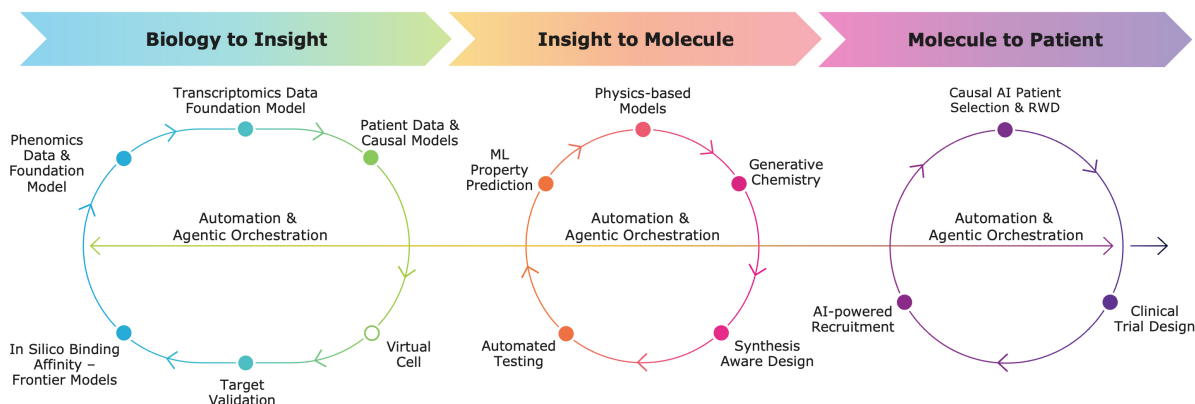 Biology to Insight
Insight to Molecule
Molecule to Patient
Transcriptomics Data
Foundation Model
Phenomics
Data &
Foundation
Model
Patient Data &
Causal Models
Automation &
Agentic Orchestration
In Silico Binding
Affinity –
Frontier Models
Target
Validation
Virtual
Cell
Physics-based
Models
ML
Property
Prediction
Generative
Chemistry
Automation &
Agentic Orchestration
Automated
Testing
Synthesis
Aware Design
Causal AI Patient
Selection & RWD
Automation &
Agentic Orchestration
AI-powered
Recruitment
Clinical
Trial Design